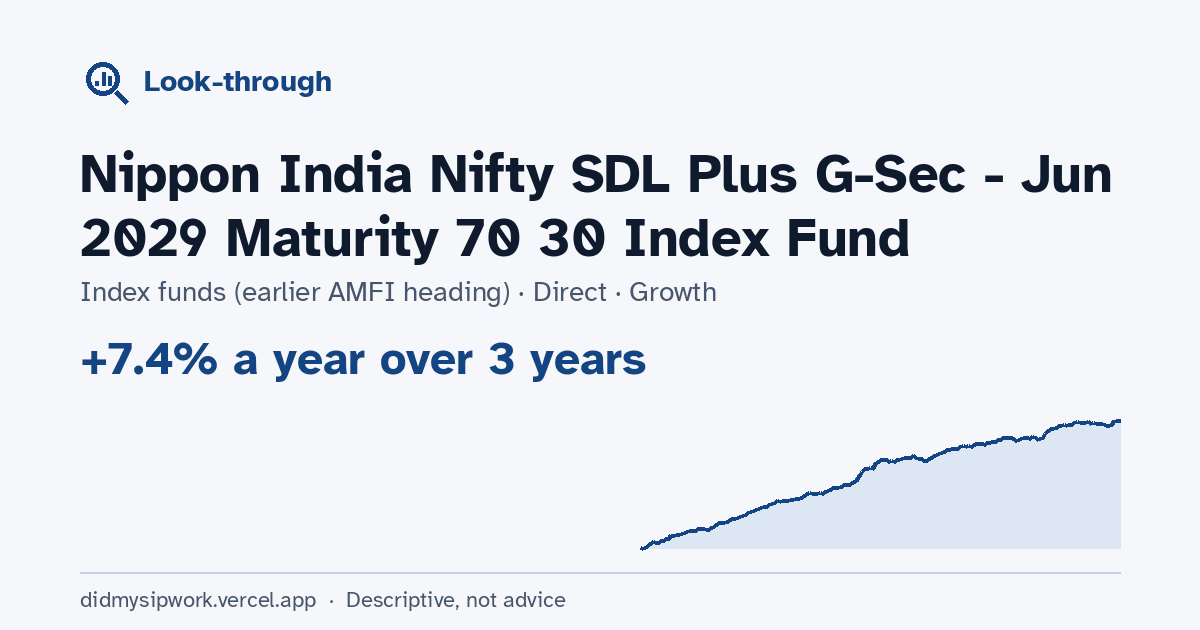 Look-through
Nippon India Nifty SDL Plus G-Sec - Jun
2029 Maturity 70 30 Index Fund
Index funds (earlier AMFI heading) · Direct · Growth
+7.4% a year over 3 years
didmysipwork.vercel.app · Descriptive, not advice